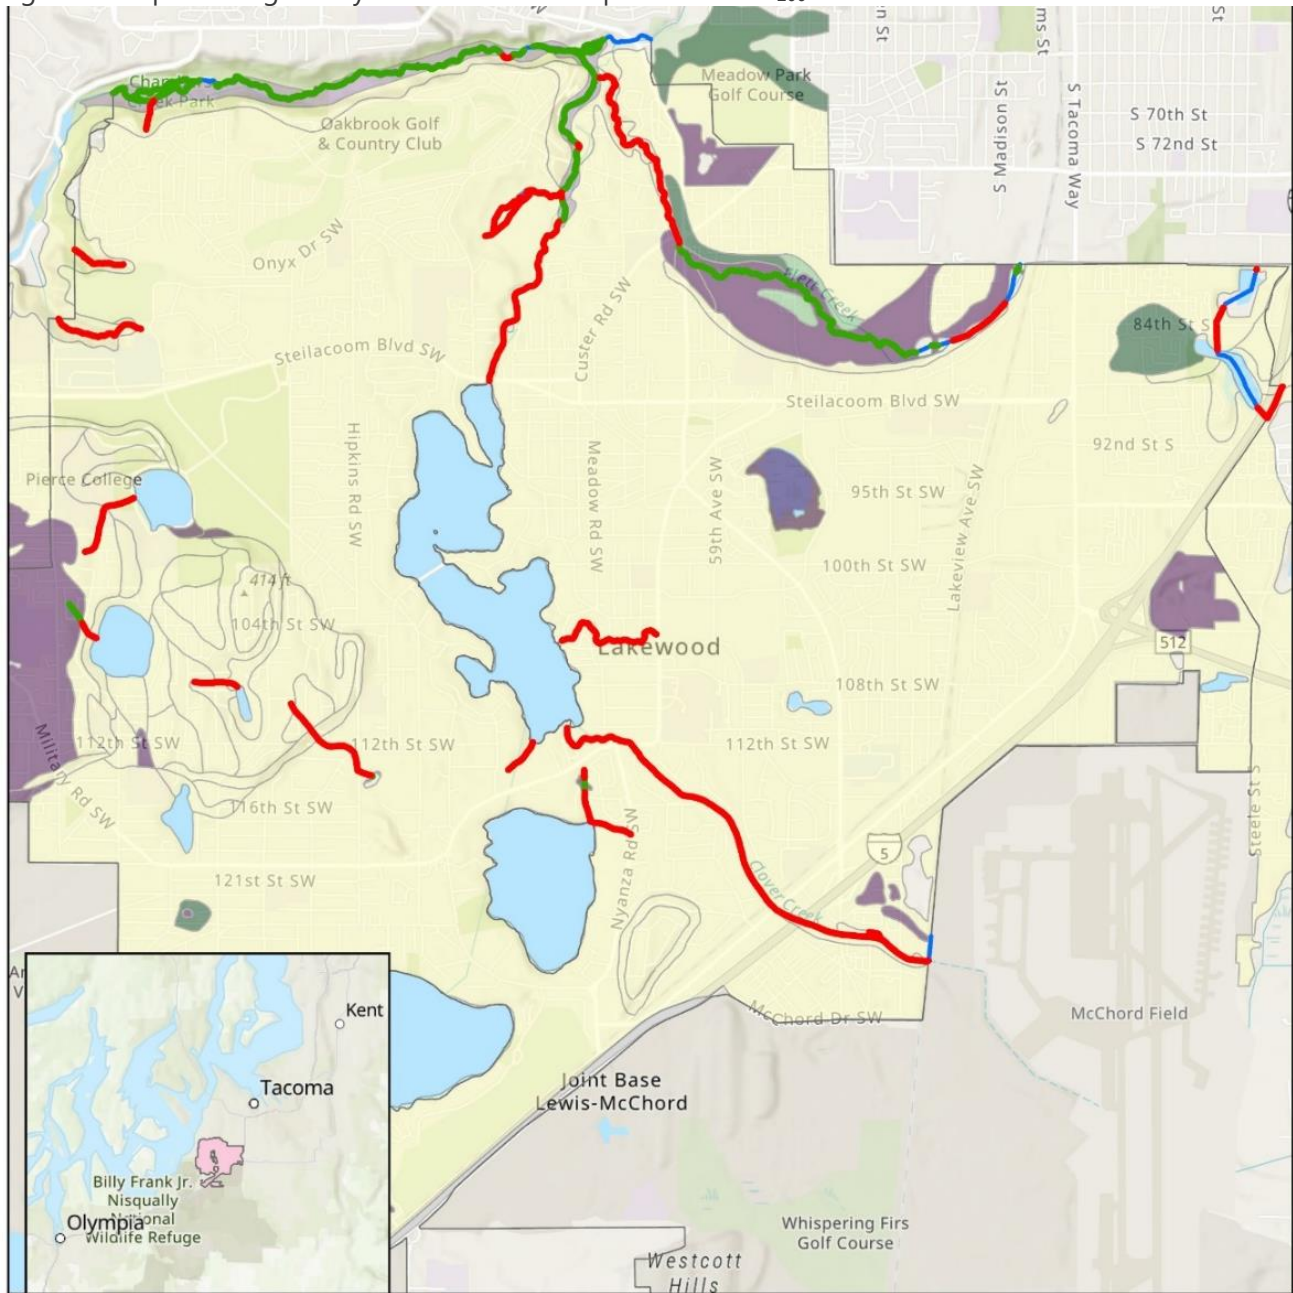 Meadow Park
Golf Course
S Madison St
S Tacoma Way
S 70th St
S 72nd St
Oakbrook Golf
& Country Club
Onyx Dr SW
Custer Rd SW
Flett Creek
84th St S
Steilacoom Blvd SW
Steilacoom Blvd SW
92nd St S
Pierce College
Hipkins Rd SW
Meadow Rd SW
59th Ave SW
95th St SW
Lakeview Ave SW
100th St SW
414 ft
104th St SW
Lakewood
512
108th St SW
Military Rd SW
112th St SW
112th St SW
112th St SW
116th St SW
Nyanza Rd SW
5
Steele St S
121st St SW
Clover Creek
McChord Dr SW
McChord Field
Kent
Tacoma
Joint Base
Lewis-McChord
Billy Frank Jr.
Nisqually
National
Wildlife Refuge
Olympia
Whispering Firs
Golf Course
Westcott
Hills